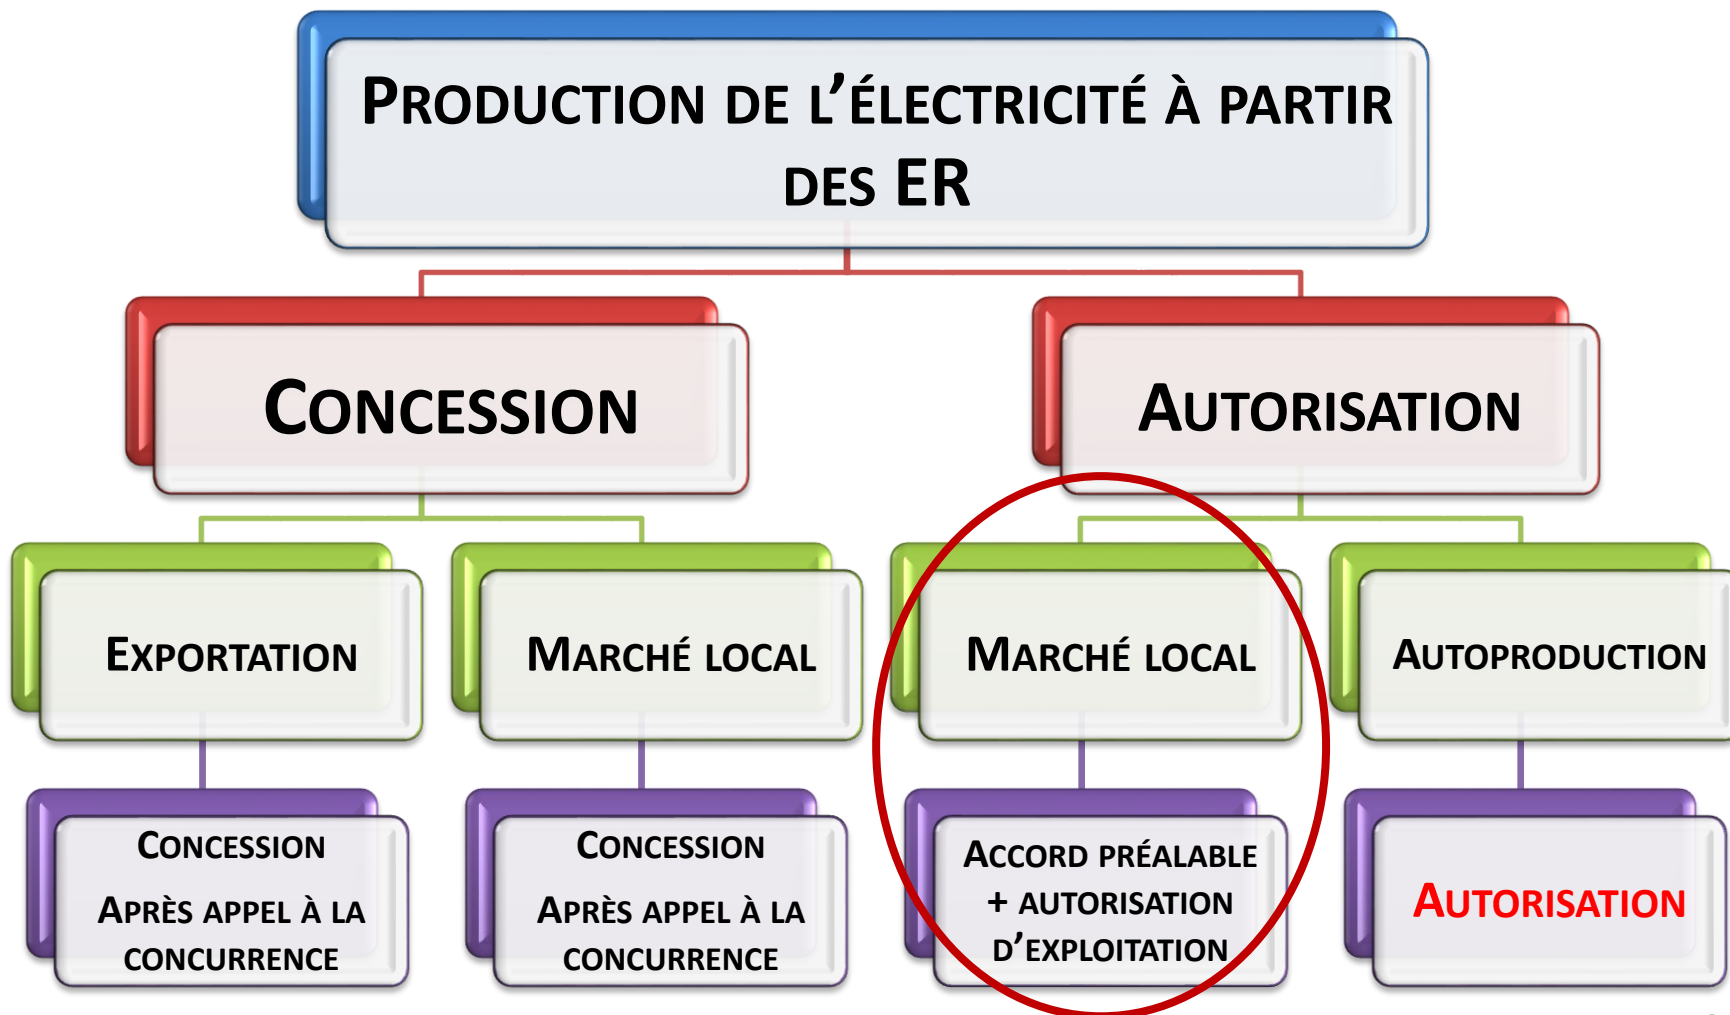 PRODUCTION DE L’ÉLECTRICITÉ À PARTIR
DES ER
CONCESSION
AUTORISATION
EXPORTATION
MARCHÉ LOCAL
MARCHÉ LOCAL
AUTOPRODUCTION
CONCESSION
APRÈS APPEL À LA
CONCURRENCE
CONCESSION
APRÈS APPEL À LA
CONCURRENCE
ACCORD PRÉALABLE
+ AUTORISATION
D’EXPLOITATION
AUTORISATION